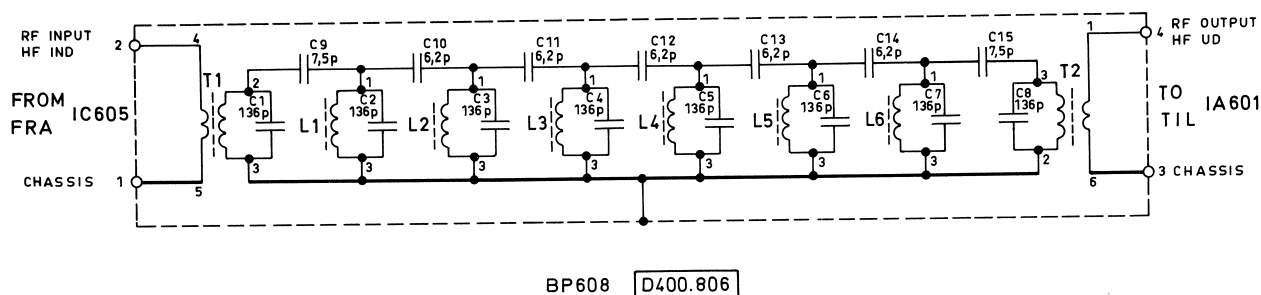 RF INPUT
HF IND
2
4
T1
FROM
FRA
IC605
CHASSIS
1
5
2
C1
136p
3
C9
7,5p
1
C2
136p
L1
3
C10
6,2p
1
C3
136p
L2
3
C11
6,2p
1
C4
136p
L3
3
C12
6,2p
1
C5
136p
L4
3
C13
6,2p
1
C6
136p
L5
3
C14
6,2p
1
C7
136p
L6
3
C15
7,5p
3
C8
136p
2
T2
1
6
4
RF OUTPUT
HF UD
TO
TIL
IA601
3
CHASSIS
BP608
D400.806